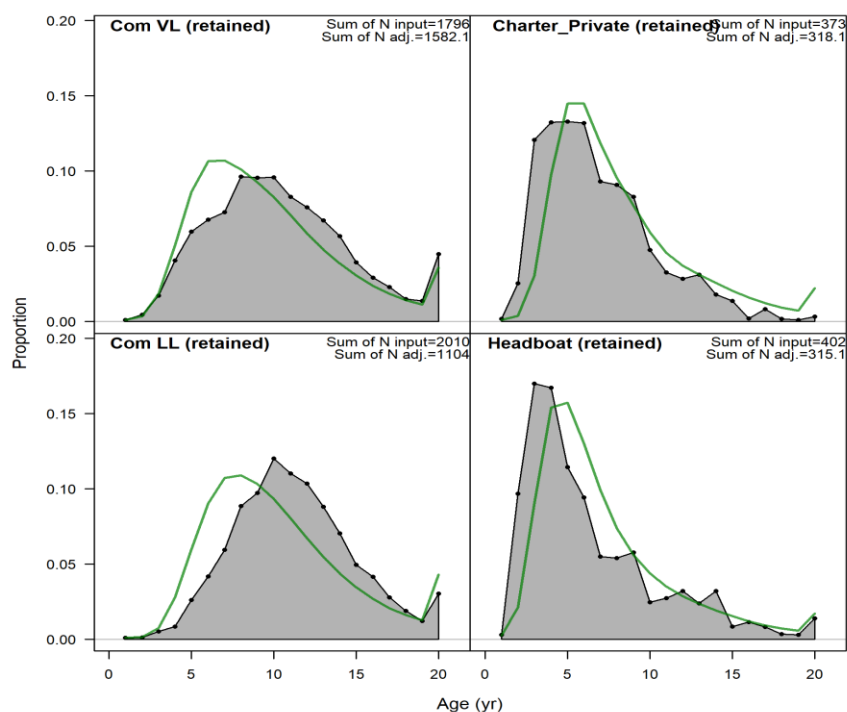 Com VL (retained)
Sum of N input=1796
Sum of N adj.=1582.1
Charter_Private (retained)
Sum of N input=373
Sum of N adj.=318.1
Com LL (retained)
Sum of N input=2010
Sum of N adj.=1104
Headboat (retained)
Sum of N input=402
Sum of N adj.=315.1
0.20
0.15
0.10
0.05
0.00
0.20
0.15
0.10
0.05
0.00
Proportion
0 5 10 15 20
0 5 10 15 20
Age (yr)